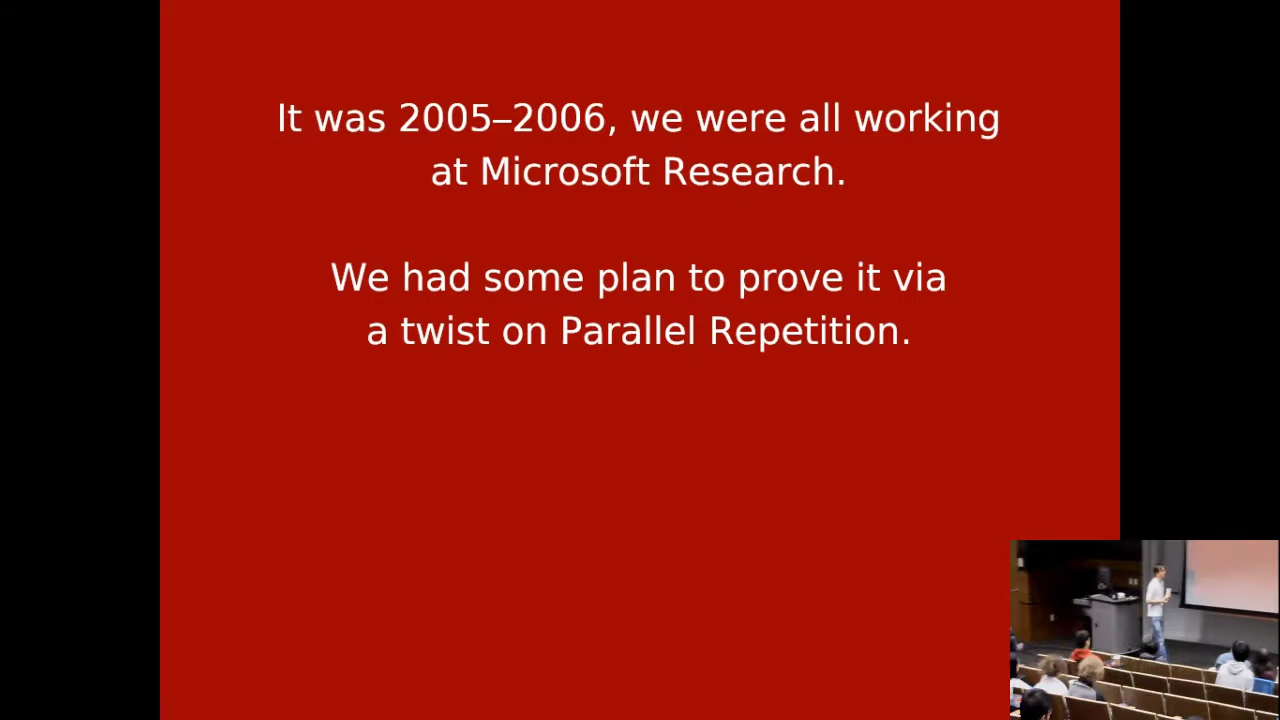 It was 2005–2006, we were all working
at Microsoft Research.
We had some plan to prove it via
a twist on Parallel Repetition.